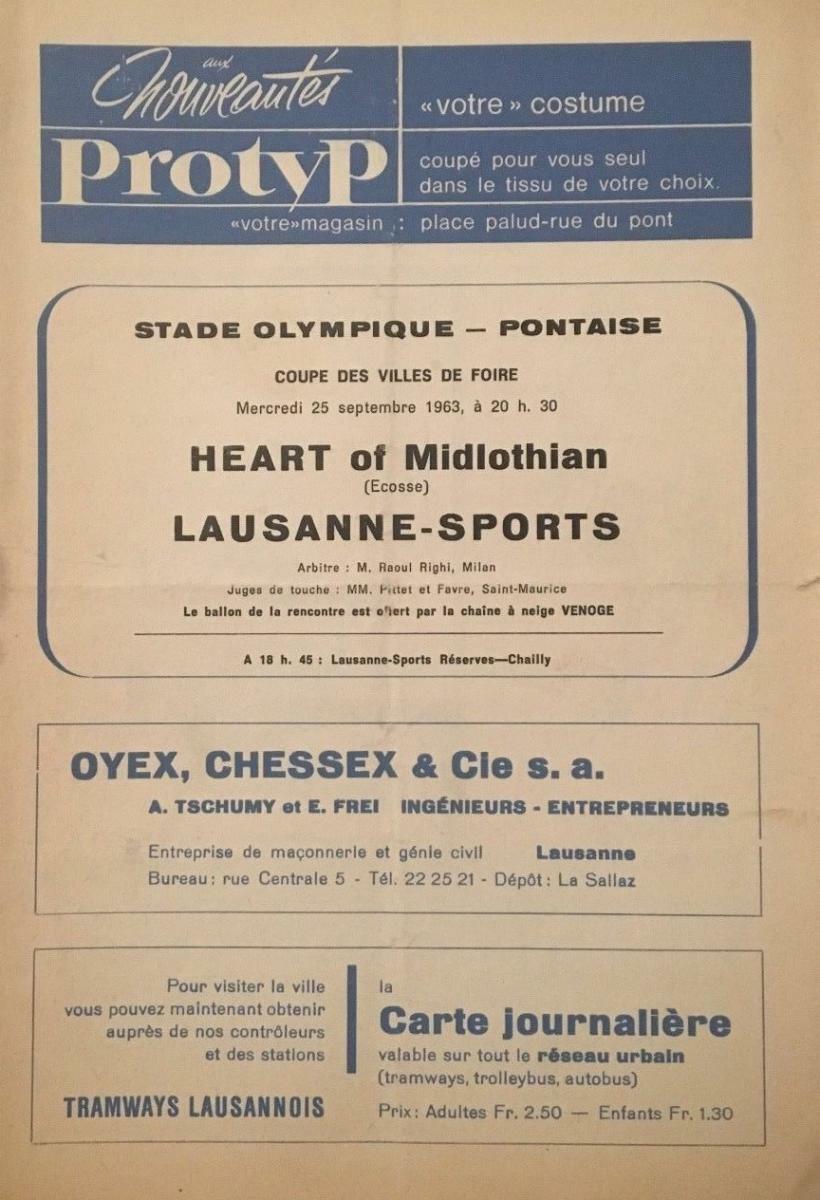 aux
Nouveautés
Protyp
«votre» costume
coupé pour vous seul
dans le tissu de votre choix.
«votre»magasin : place palud-rue du pont
STADE OLYMPIQUE — PONTAISE
COUPE DES VILLES DE FOIRE
Mercredi 25 septembre 1963, à 20 h. 30
HEART of Midlothian
(Ecosse)
LAUSANNE-SPORTS
Arbitre : M. Raoul Righi, Milan
Juges de touche : MM. Pittet et Favre, Saint-Maurice
Le ballon de la rencontre est offert par la chaîne à neige VENOGE
A 18 h. 45 : Lausanne-Sports Réserves—Chailly
OYEX, CHESSEX & Cie s. a.
A. TSCHUMY et E. FREI INGÉNIEURS - ENTREPRENEURS
Entreprise de maçonnerie et génie civil Lausanne
Bureau : rue Centrale 5 - Tél. 22 25 21 - Dépôt : La Sallaz
Pour visiter la ville
vous pouvez maintenant obtenir
auprès de nos contrôleurs
et des stations
TRAMWAYS LAUSANNOIS
la
Carte journalière
valable sur tout le réseau urbain
(tramways, trolleybus, autobus)
Prix : Adultes Fr. 2.50 — Enfants Fr. 1.30